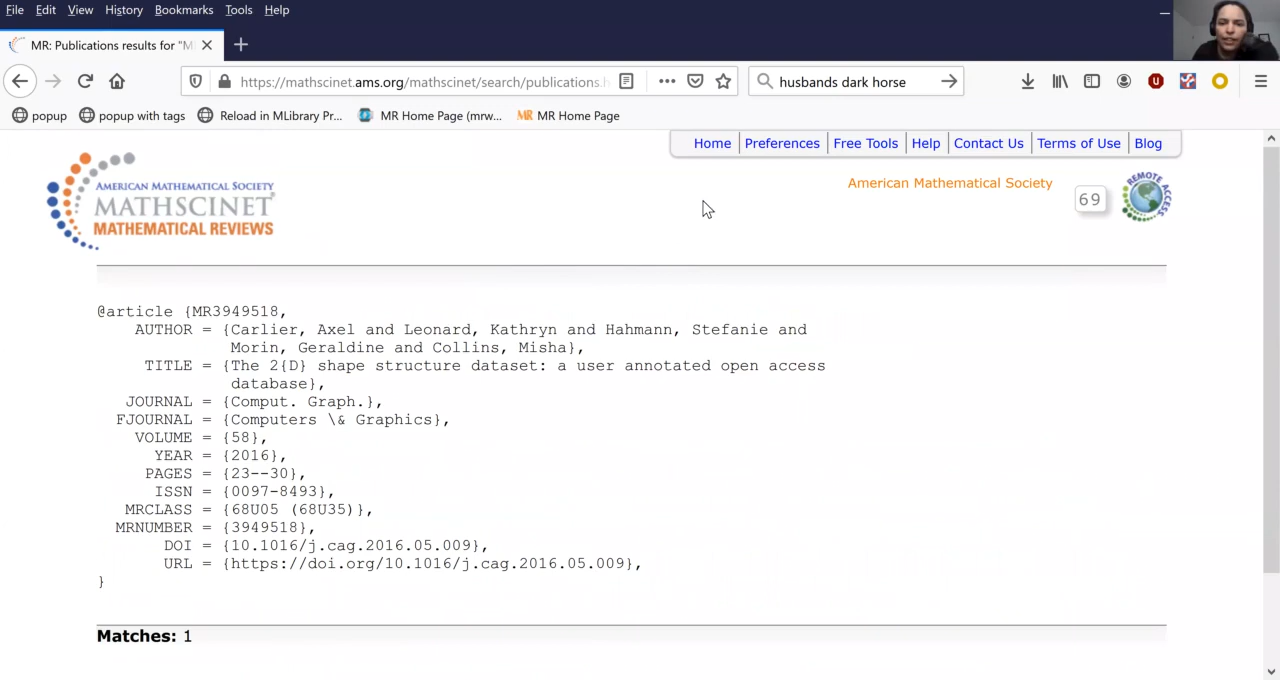 File Edit View History Bookmarks Tools Help
MR: Publications results for "M
https://mathscinet.ams.org/mathscinet/search/publications.h
husbands dark horse
popup popup with tags Reload in MLibrary Pr... MR Home Page (mrw... MR MR Home Page
Home Preferences Free Tools Help Contact Us Terms of Use Blog
AMERICAN MATHEMATICAL SOCIETY
MATHSCINET
MATHEMATICAL REVIEWS
American Mathematical Society
69
REMOTE ACCESS
@article {MR3949518,
AUTHOR = {Carlier, Axel and Leonard, Kathryn and Hahmann, Stefanie and
Morin, Geraldine and Collins, Misha},
TITLE = {The 2{D} shape structure dataset: a user annotated open access
database},
JOURNAL = {Comput. Graph.},
FJOURNAL = {Computers \& Graphics},
VOLUME = {58},
YEAR = {2016},
PAGES = {23--30},
ISSN = {0097-8493},
MRCLASS = {68U05 (68U35)},
MRNUMBER = {3949518},
DOI = {10.1016/j.cag.2016.05.009},
URL = {https://doi.org/10.1016/j.cag.2016.05.009},
}
Matches: 1